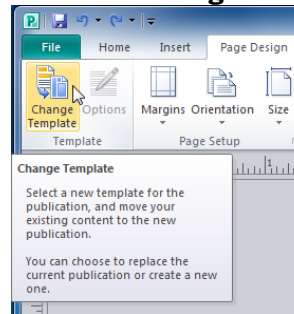 File Home Insert Page Design
Change Template Options Margins Orientation Size
Template Page Setup
Change Template
Select a new template for the
publication, and move your
existing content to the new
publication.
You can choose to replace the
current publication or create a new
one.
1